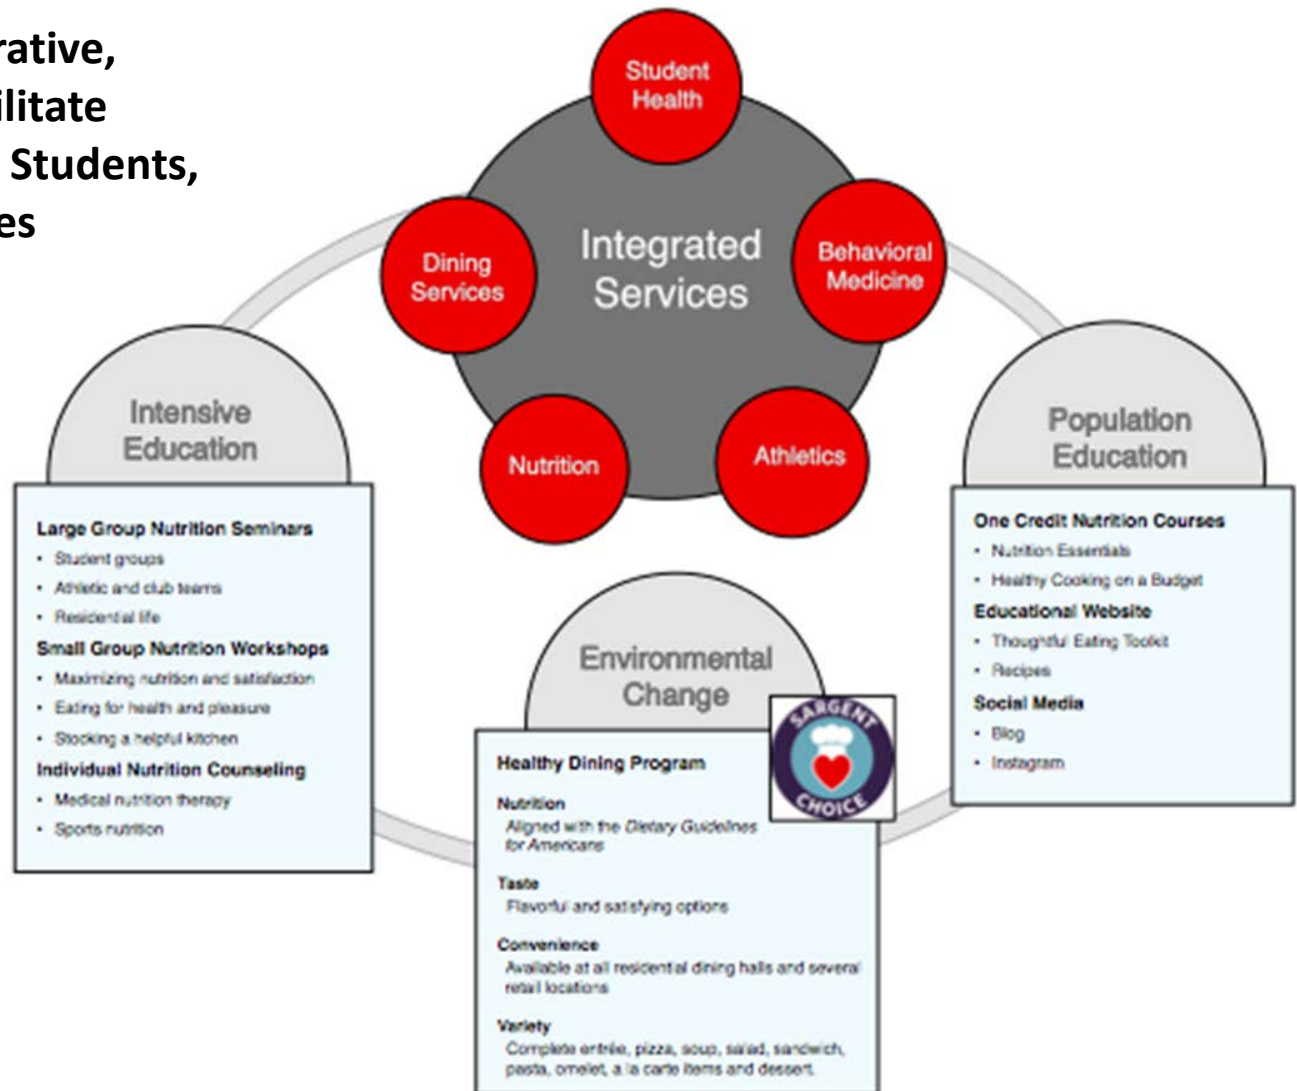 rative,
ilitate
Students,
es
Student
Health
Integrated
Services
Dining
Services
Behavioral
Medicine
Nutrition
Athletics
Intensive
Education
Large Group Nutrition Seminars
• Student groups
• Athletic and club teams
• Residential life
Small Group Nutrition Workshops
• Maximizing nutrition and satisfaction
• Eating for health and pleasure
• Stocking a helpful kitchen
Individual Nutrition Counseling
• Medical nutrition therapy
• Sports nutrition
Environmental
Change
SARGENT
CHOICE
Healthy Dining Program
Nutrition
Aligned with the Dietary Guidelines
for Americans
Taste
Flavorful and satisfying options
Convenience
Available at all residential dining halls and several
retail locations
Variety
Complete entrée, pizza, soup, salad, sandwich,
pasta, omelet, a la carte items and dessert.
Population
Education
One Credit Nutrition Courses
• Nutrition Essentials
• Healthy Cooking on a Budget
Educational Website
• Thoughtful Eating Toolkit
• Recipes
Social Media
• Blog
• Instagram